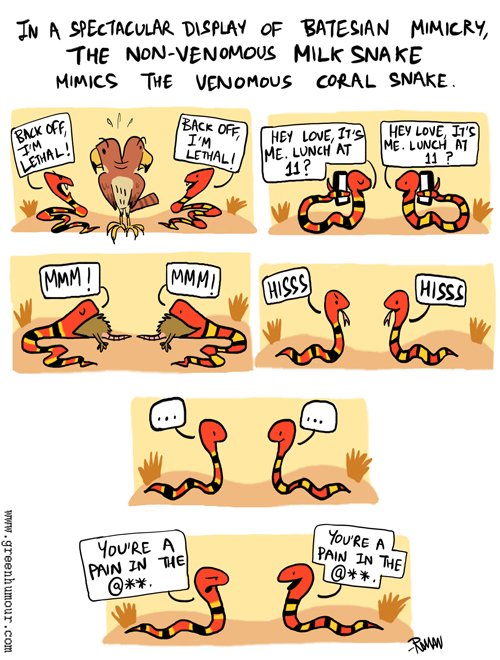 IN A SPECTACULAR DISPLAY OF BATESIAN MIMICRY,
THE NON-VENOMOUS MILK SNAKE
MIMICS THE VENOMOUS CORAL SNAKE.
BACK OFF,
I'M
LETHAL!
BACK OFF,
I'M
LETHAL!
HEY LOVE, IT'S
ME. LUNCH AT
11?
HEY LOVE, IT'S
ME. LUNCH AT
11?
MMM!
MMM!
HISSS
HISSS
...
...
YOU'RE A
PAIN IN THE
@**.
YOU'RE A
PAIN IN THE
@**.
www.greenhumour.com
ROHAN